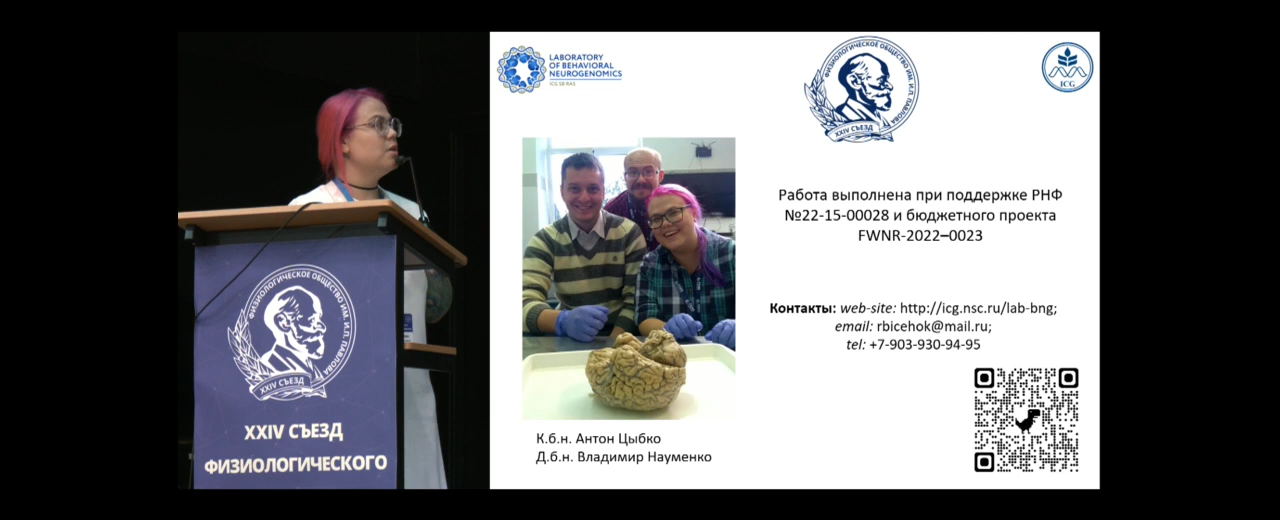 LABORATORY
OF BEHAVIORAL
NEUROGENOMICS
ICG SB RAS
ФИЗИОЛОГИЧЕСКОЕ ОБЩЕСТВО ИМ. И.П. ПАВЛОВА
XXIV СЪЕЗД
ICG
Работа выполнена при поддержке РНФ
№22-15-00028 и бюджетного проекта
FWNR-2022–0023
Контакты: web-site: http://icg.nsc.ru/lab-bng;
email: rbicehok@mail.ru;
tel: +7-903-930-94-95
К.б.н. Антон Цыбко
Д.б.н. Владимир Науменко
ФИЗИОЛОГИЧЕСКОЕ ОБЩЕСТВО ИМ. И.П. ПАВЛОВА
XXIV СЪЕЗД
XXIV СЪЕЗД
ФИЗИОЛОГИЧЕСКОГО